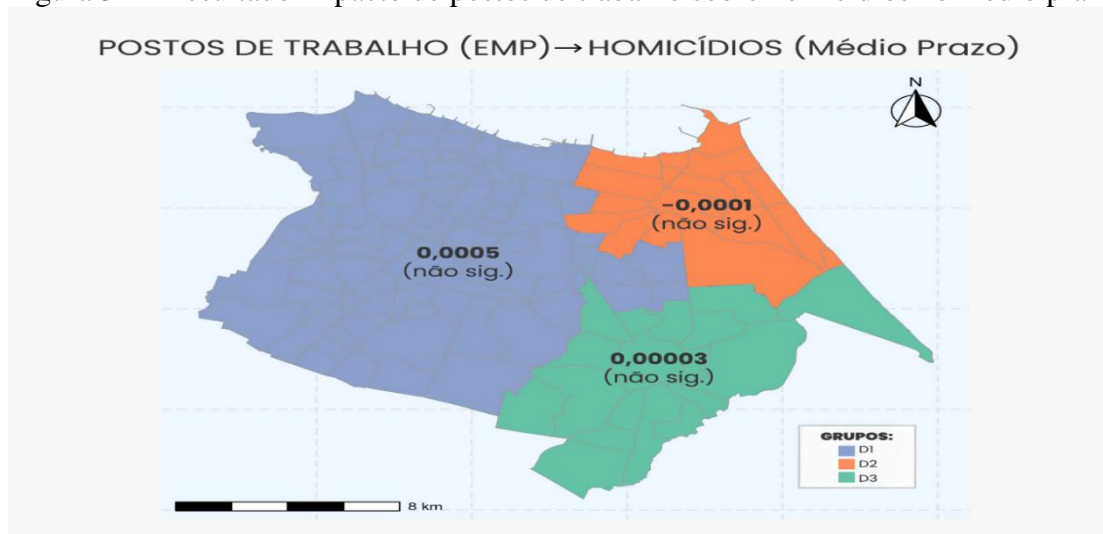 POSTOS DE TRABALHO (EMP)→HOMICÍDIOS (Médio Prazo)
N
-0,0001
(não sig.)
0,0005
(não sig.)
0,00003
(não sig.)
GRUPOS:
D1
D2
D3
8 km